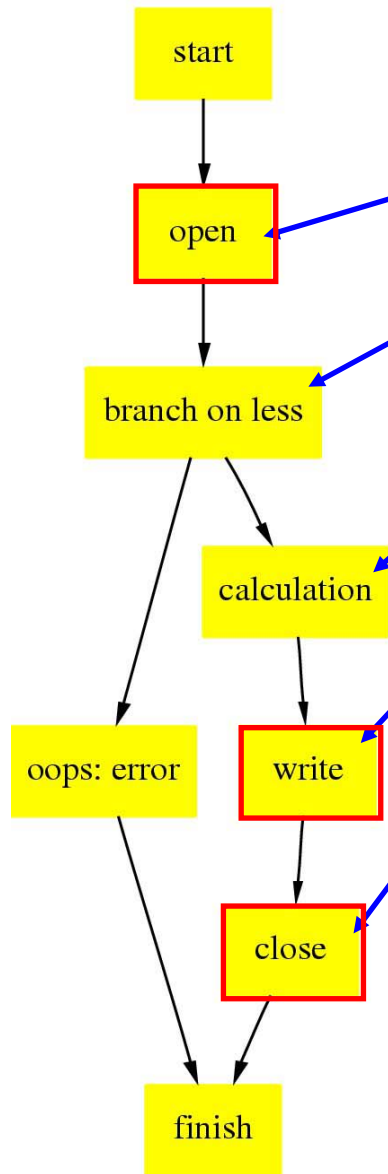 start
open
branch on less
calculation
oops: error
write
close
finish